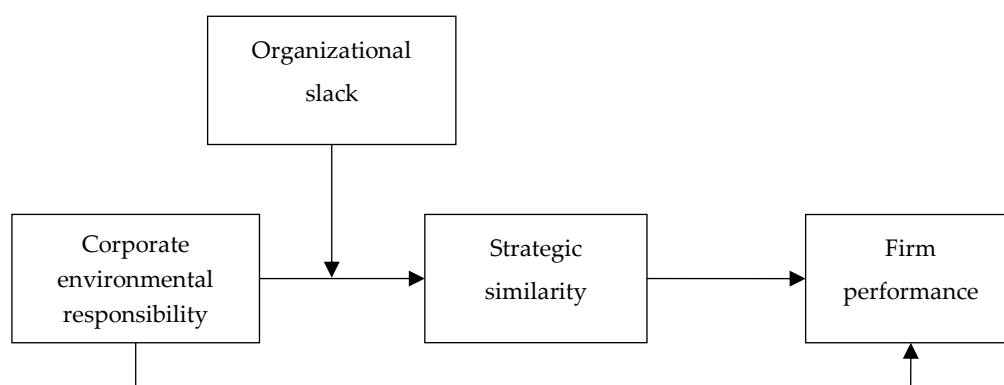 Organizational
slack
Corporate
environmental
responsibility
Strategic
similarity
Firm
performance